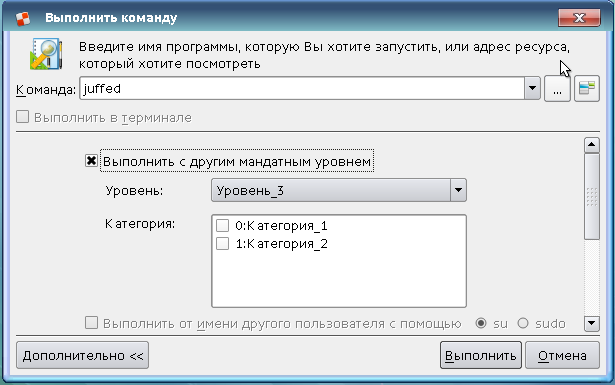 Выполнить команду
Введите имя программы, которую Вы хотите запустить, или адрес ресурса,
который хотите посмотреть
Команда: juffed ...
Выполнить в терминале
Выполнить с другим мандатным уровнем
Уровень: Уровень_3
Категория: 0:Категория_1
1:Категория_2
Выполнить от имени другого пользователя с помощью su sudo
Дополнительно << Выполнить Отмена